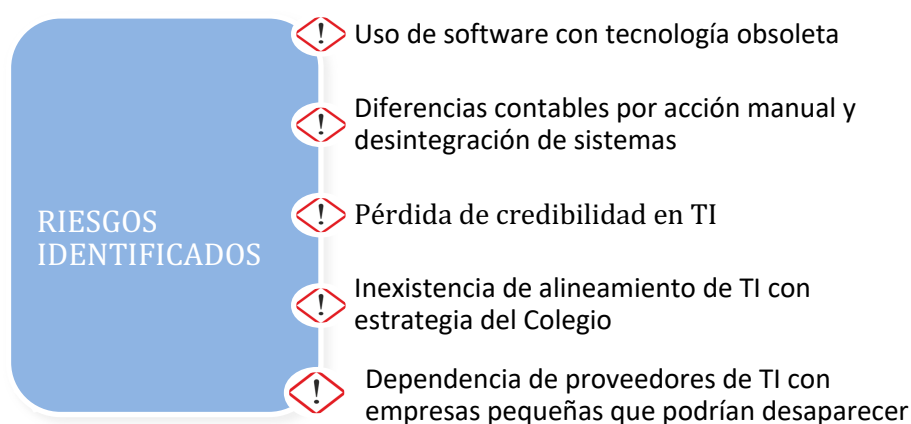 RIESGOS
IDENTIFICADOS
! Uso de software con tecnología obsoleta
! Diferencias contables por acción manual y
desintegración de sistemas
! Pérdida de credibilidad en TI
! Inexistencia de alineamiento de TI con
estrategia del Colegio
! Dependencia de proveedores de TI con
empresas pequeñas que podrían desaparecer